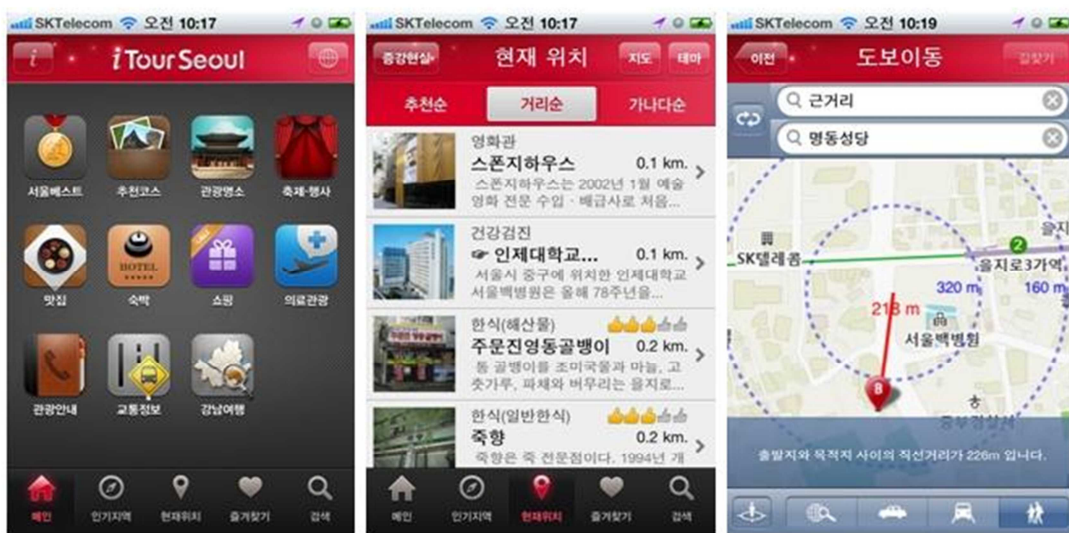 SKTelecom 오전 10:17
i
i Tour Seoul
서울베스트 추천코스 관광명소 축제·행사
HOTEL
SALE
맛집 숙박 쇼핑 의료관광
관광안내 교통정보 강남여행
메인 인기지역 현재위치 즐겨찾기 검색
SKTelecom 오전 10:17
증강현실 현재 위치 지도 테마
추천순 거리순 가나다순
영화관
스폰지하우스 0.1 km.
스폰지하우스는 2002년 1월 예술
영화 전문 수입 · 배급사로 처음...
건강검진
☞ 인제대학교... 0.1 km.
서울시 중구에 위치한 인제대학교
서울백병원은 올해 78주년을...
한식(해산물)
주문진영동골뱅이 0.2 km.
통 골뱅이를 조미국물과 마늘, 고
춧가루, 파채와 버무리는 을지로...
한식(일반한식)
죽향 0.2 km.
죽향은 죽 전문점이다. 1994년 개
메인 인기지역 현재위치 즐겨찾기 검색
SKTelecom 오전 10:19
이전 도보이동 길찾기
근거리
명동성당
을지
SK텔레콤
2
을지로3가역
320 m 160 m
218 m
서울백병원
B
중부경찰서
출발지와 목적지 사이의 직선거리가 226m 입니다.